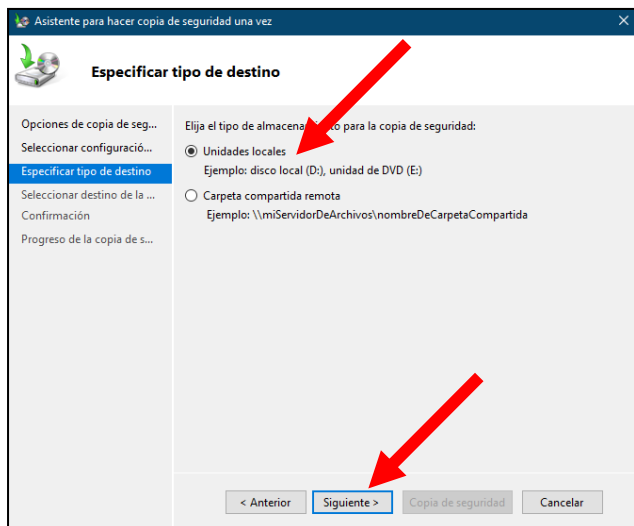 Asistente para hacer copia de seguridad una vez
Especificar tipo de destino
Opciones de copia de seg...
Seleccionar configuració...
Especificar tipo de destino
Seleccionar destino de la ...
Confirmación
Progreso de la copia de s...
Elija el tipo de almacenamiento para la copia de seguridad:
Unidades locales
Ejemplo: disco local (D:), unidad de DVD (E:)
Carpeta compartida remota
Ejemplo: \\miServidorDeArchivos\nombreDeCarpetaCompartida
< Anterior Siguiente > Copia de seguridad Cancelar